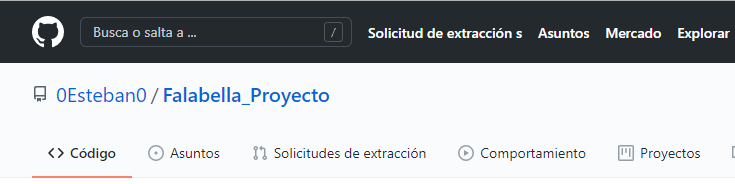 Busca o salta a ... / Solicitud de extracción s Asuntos Mercado Explorar
0Esteban0 / Falabella_Proyecto
Código Asuntos Solicitudes de extracción Comportamiento Proyectos